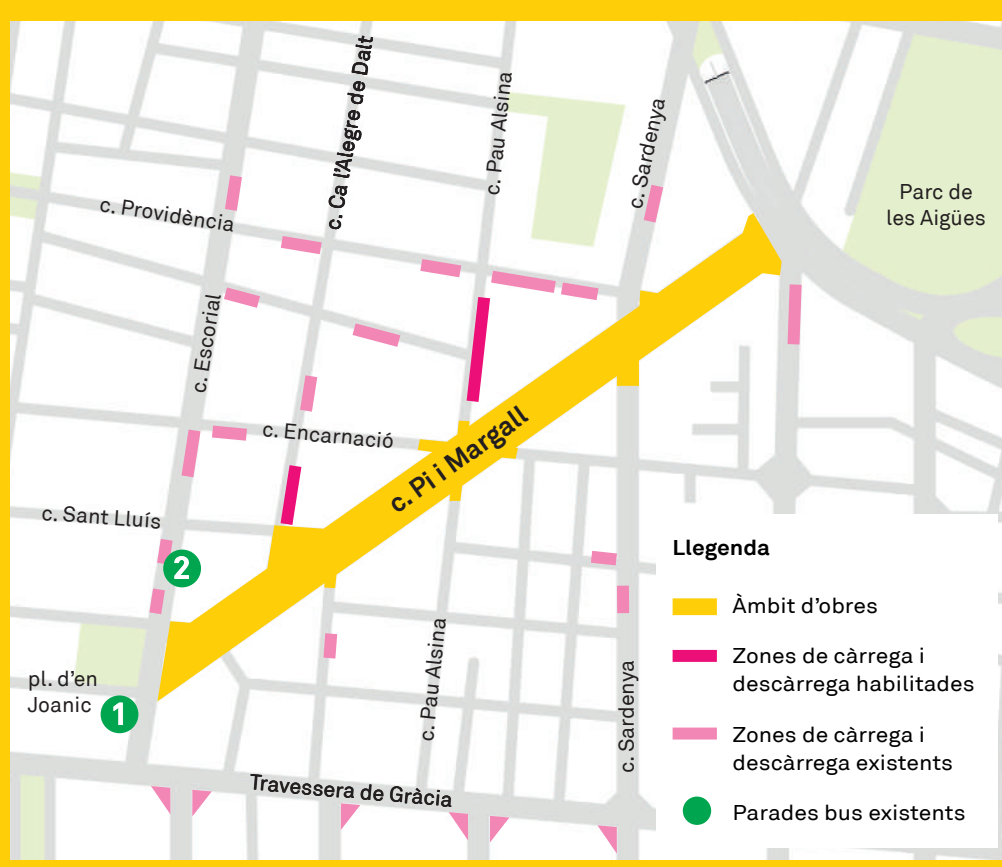 c. Ca l'Alegre de Dalt
c. Pau Alsina
c. Sardenya
Parc de
les Aigües
c. Providència
c. Escorial
c. Encarnació
c. Pi i Margall
c. Sant Lluís
2
pl. d'en
Joanic
1
c. Pau Alsina
c. Sardenya
Travessera de Gràcia
Llegenda
Àmbit d'obres
Zones de càrrega i
descàrrega habilitades
Zones de càrrega i
descàrrega existents
Parades bus existents